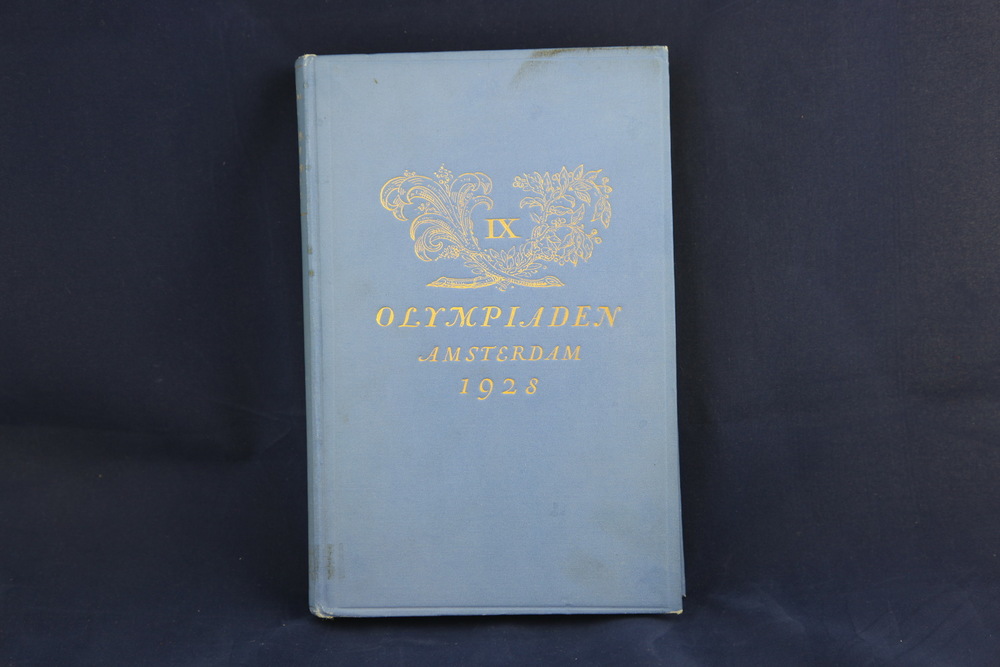 IX
OLYMPIADEN
AMSTERDAM
1928